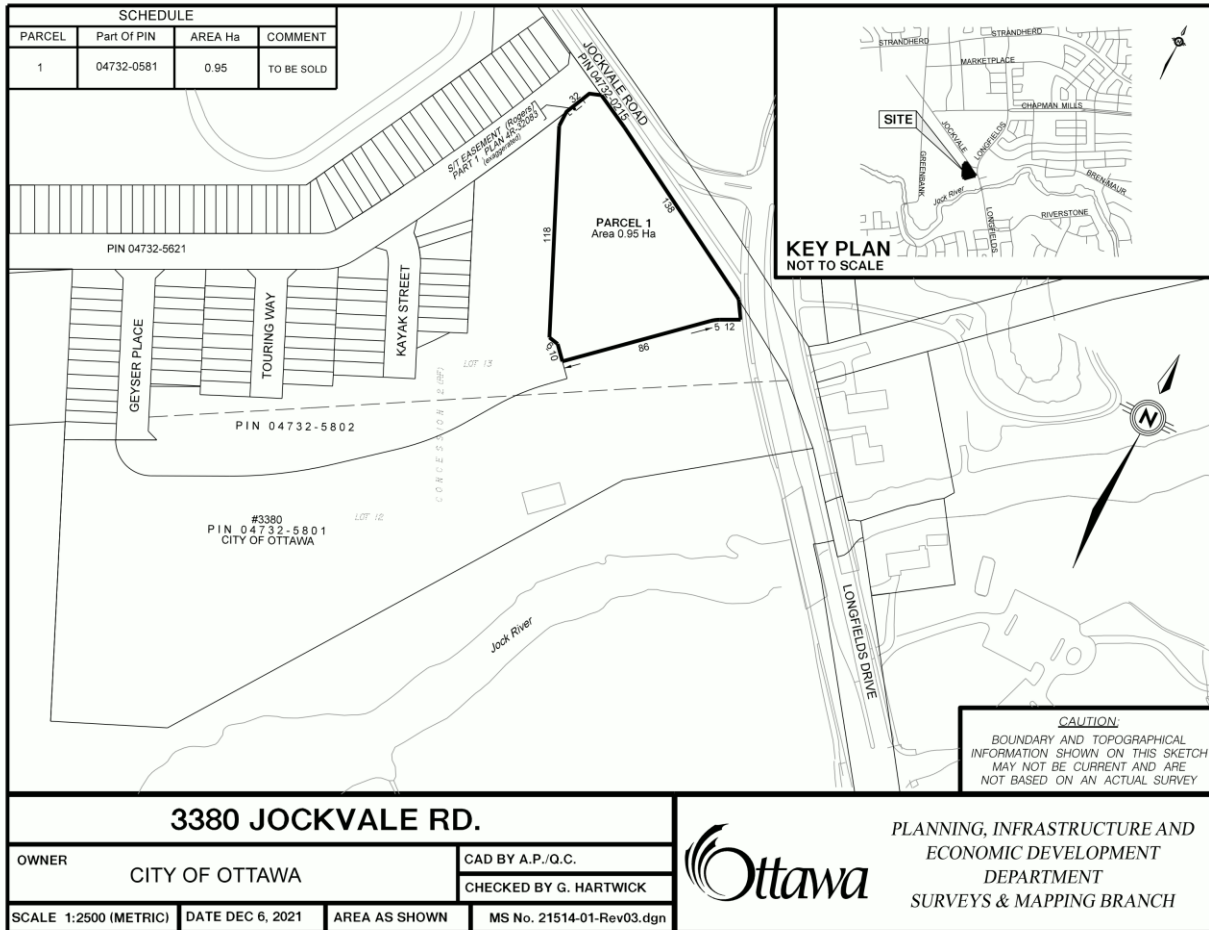 SCHEDULE
PARCEL Part Of PIN AREA Ha COMMENT
1 04732-0581 0.95 TO BE SOLD
JOCKVALE ROAD
PIN 04732-0215
32
S/T EASEMENT (Rogers)
PART 1 PLAN 4R-32083
(exaggerated)
PARCEL 1
Area 0.95 Ha
138
118
86
5 12
10
PIN 04732-5621
GEYSER PLACE
TOURING WAY
KAYAK STREET
LOT 13
CONCESSION 2 (RF)
PIN 04732-5802
#3380
PIN 04732-5801
CITY OF OTTAWA
LOT 12
Jock River
LONGFIELDS DRIVE
N
STRANDHERD
STRANDHERD
MARKETPLACE
CHAPMAN MILLS
SITE
JOCKVALE
LONGFIELDS
GREENBANK
BREN-MAUR
Jock River
RIVERSTONE
LONGFIELDS
KEY PLAN
NOT TO SCALE
CAUTION:
BOUNDARY AND TOPOGRAPHICAL
INFORMATION SHOWN ON THIS SKETCH
MAY NOT BE CURRENT AND ARE
NOT BASED ON AN ACTUAL SURVEY
3380 JOCKVALE RD.
OWNER
CITY OF OTTAWA
CAD BY A.P./Q.C.
CHECKED BY G. HARTWICK
SCALE 1:2500 (METRIC) DATE DEC 6, 2021 AREA AS SHOWN MS No. 21514-01-Rev03.dgn
Ottawa
PLANNING, INFRASTRUCTURE AND
ECONOMIC DEVELOPMENT
DEPARTMENT
SURVEYS & MAPPING BRANCH